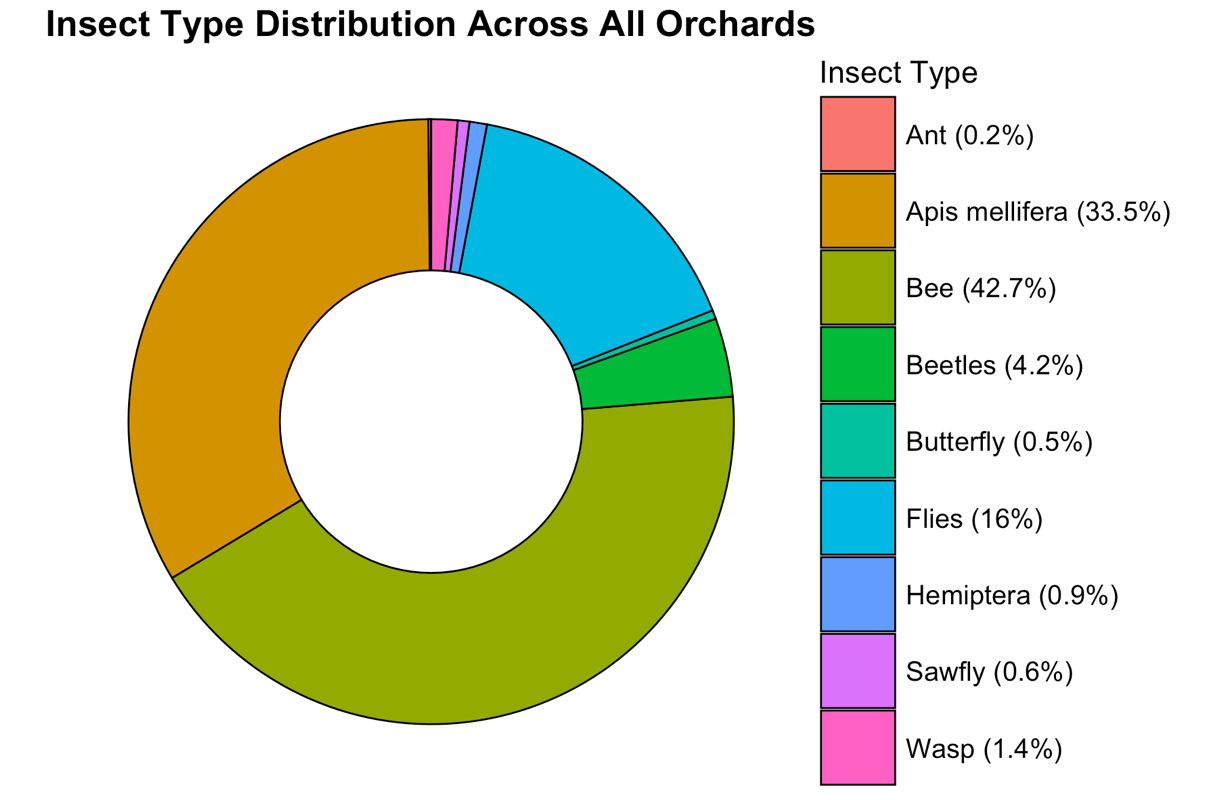 Insect Type Distribution Across All Orchards
Insect Type
Ant (0.2%)
Apis mellifera (33.5%)
Bee (42.7%)
Beetles (4.2%)
Butterfly (0.5%)
Flies (16%)
Hemiptera (0.9%)
Sawfly (0.6%)
Wasp (1.4%)